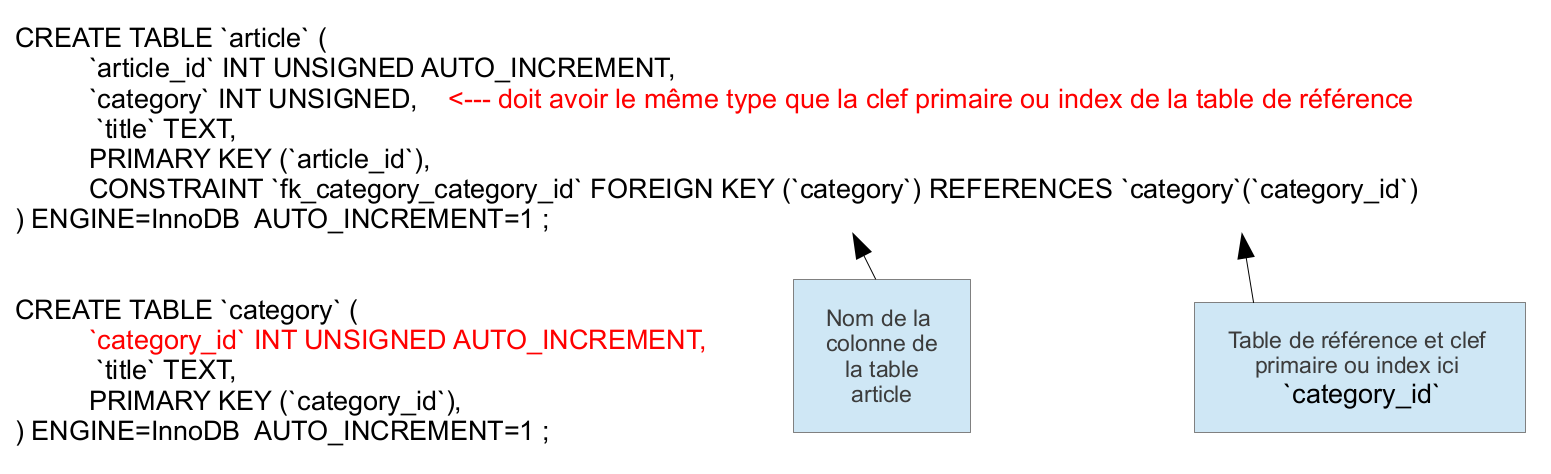 CREATE TABLE `article` (
`article_id` INT UNSIGNED AUTO_INCREMENT,
`category` INT UNSIGNED, <--- doit avoir le même type que la clef primaire ou index de la table de référence
`title` TEXT,
PRIMARY KEY (`article_id`),
CONSTRAINT `fk_category_category_id` FOREIGN KEY (`category`) REFERENCES `category`(`category_id`)
) ENGINE=InnoDB AUTO_INCREMENT=1 ;
CREATE TABLE `category` (
`category_id` INT UNSIGNED AUTO_INCREMENT,
`title` TEXT,
PRIMARY KEY (`category_id`),
) ENGINE=InnoDB AUTO_INCREMENT=1 ;
Nom de la
colonne de
la table
article
Table de référence et clef
primaire ou index ici
`category_id`